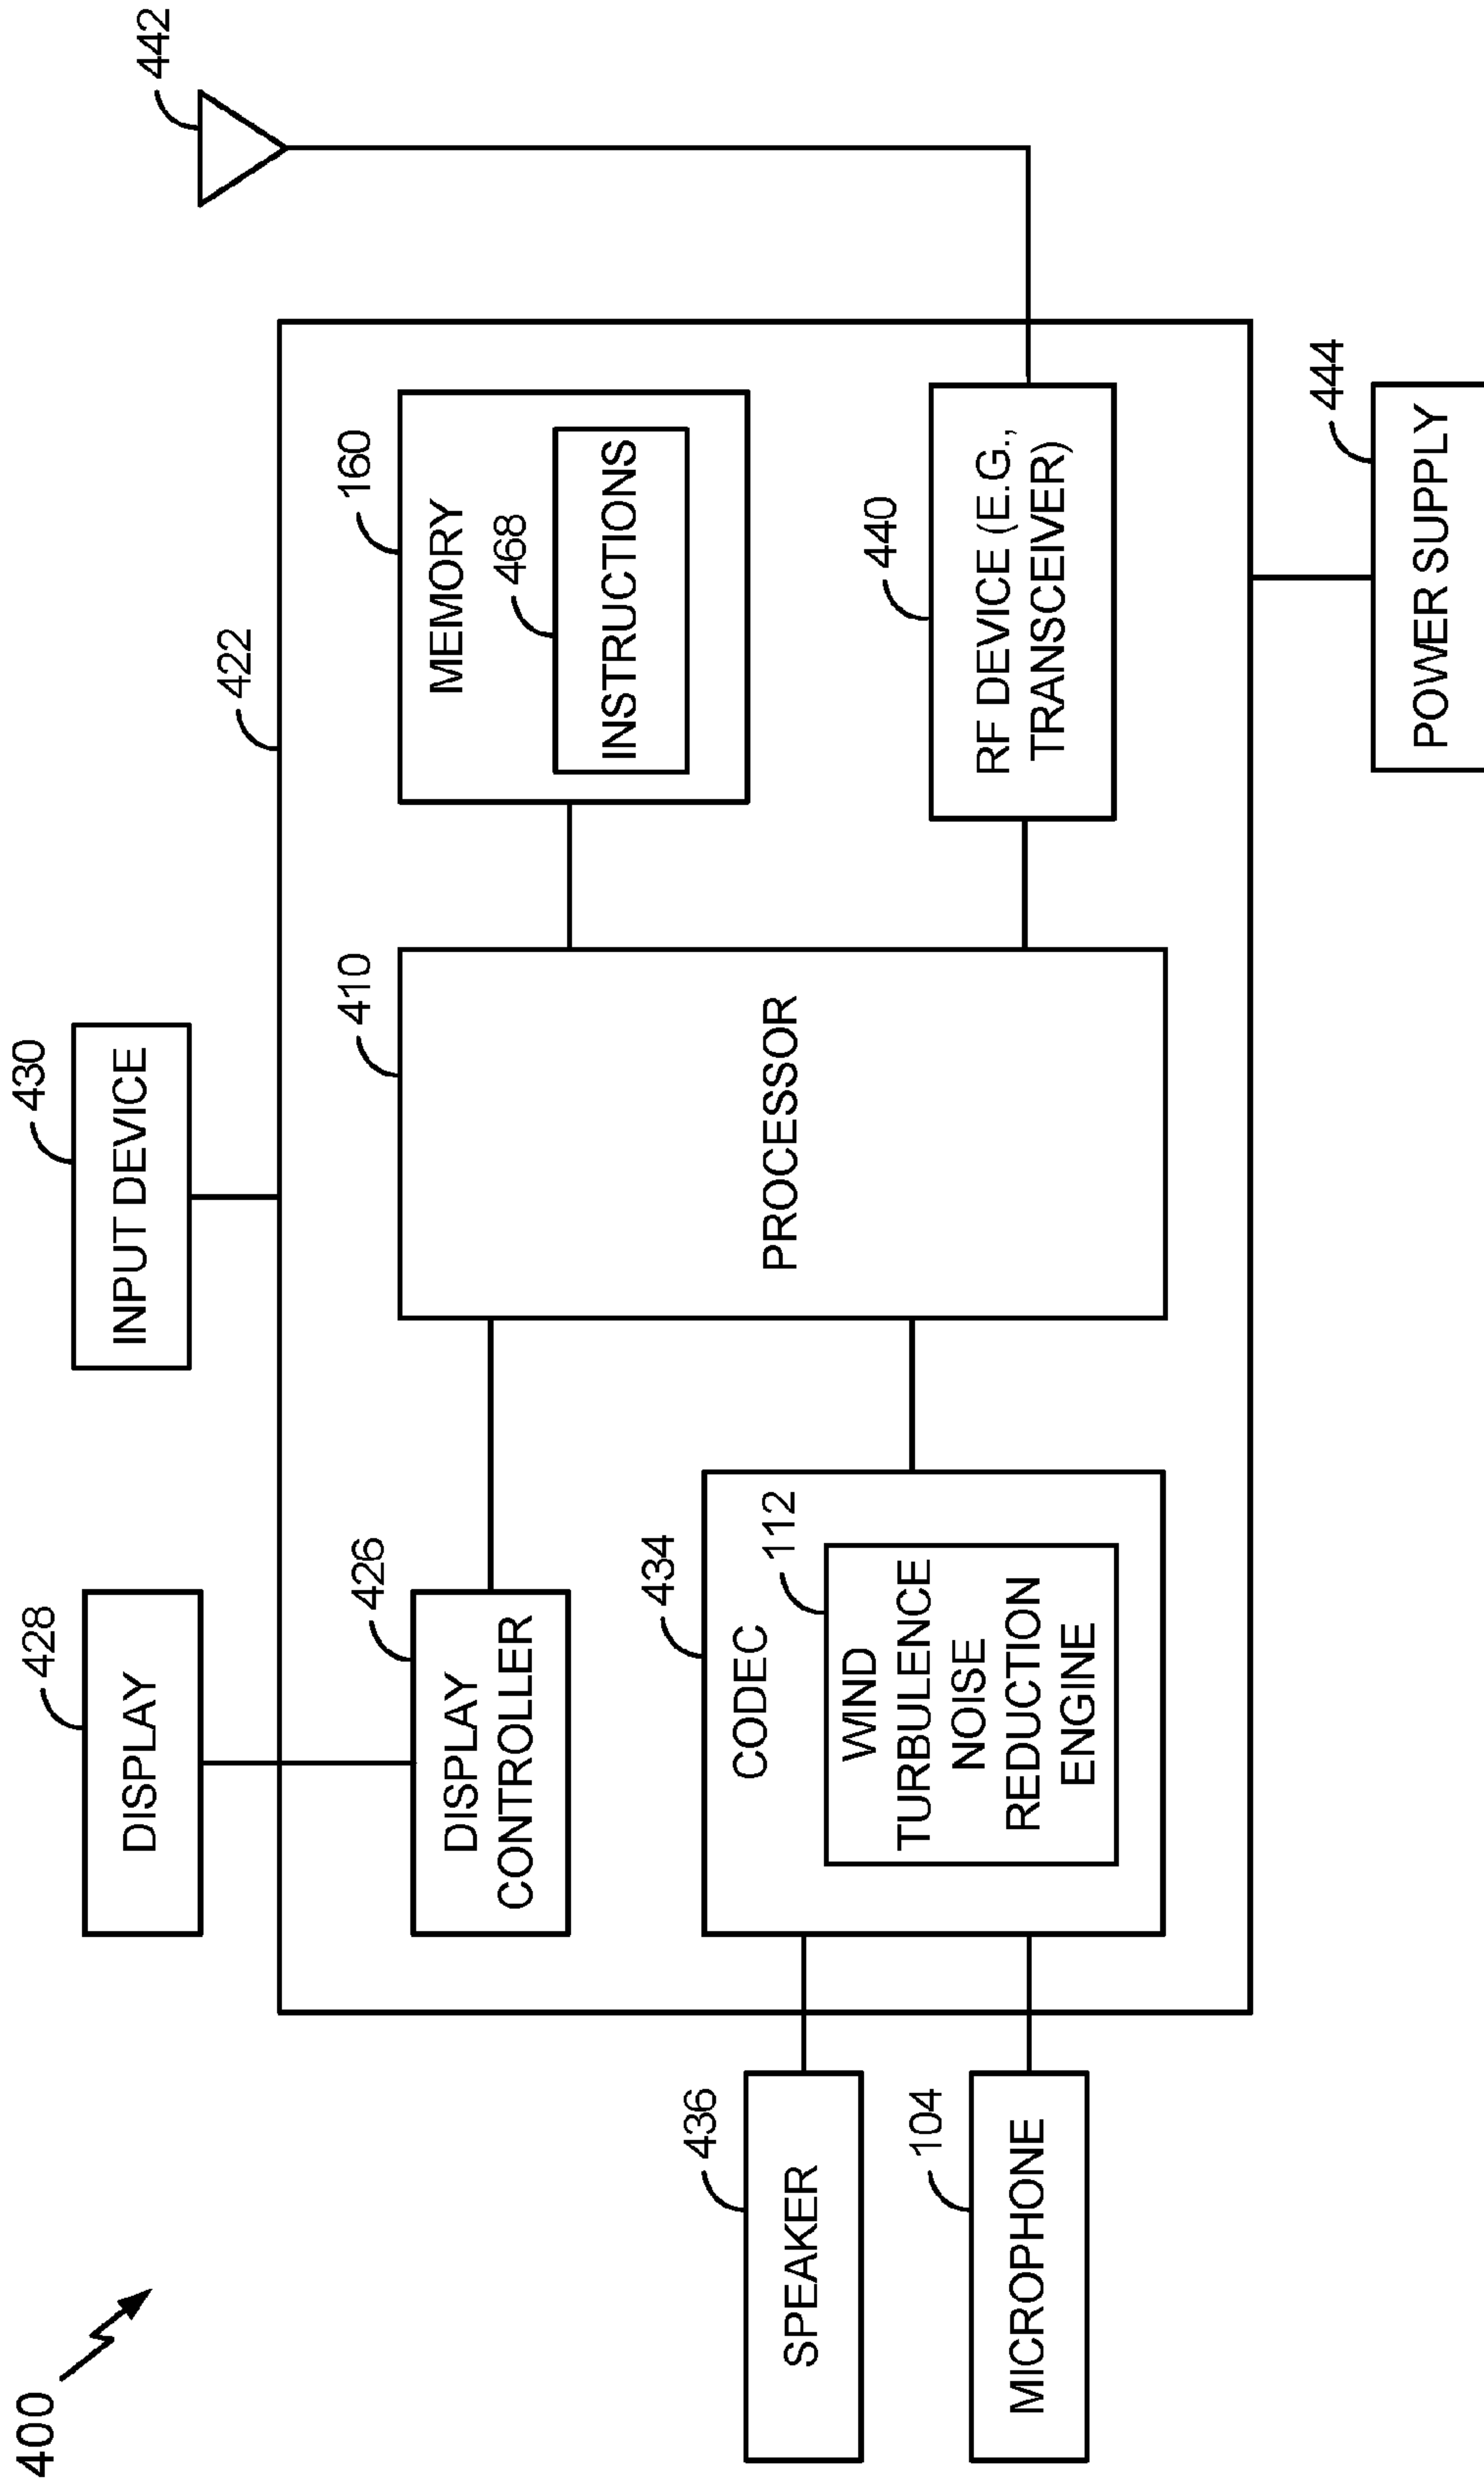 400
428
DISPLAY
430
INPUT DEVICE
442
422
426
DISPLAY
CONTROLLER
410
PROCESSOR
160
MEMORY
468
INSTRUCTIONS
434
CODEC
112
WIND
TURBULENCE
NOISE
REDUCTION
ENGINE
436
SPEAKER
104
MICROPHONE
440
RF DEVICE (E.G.,
TRANSCEIVER)
444
POWER SUPPLY